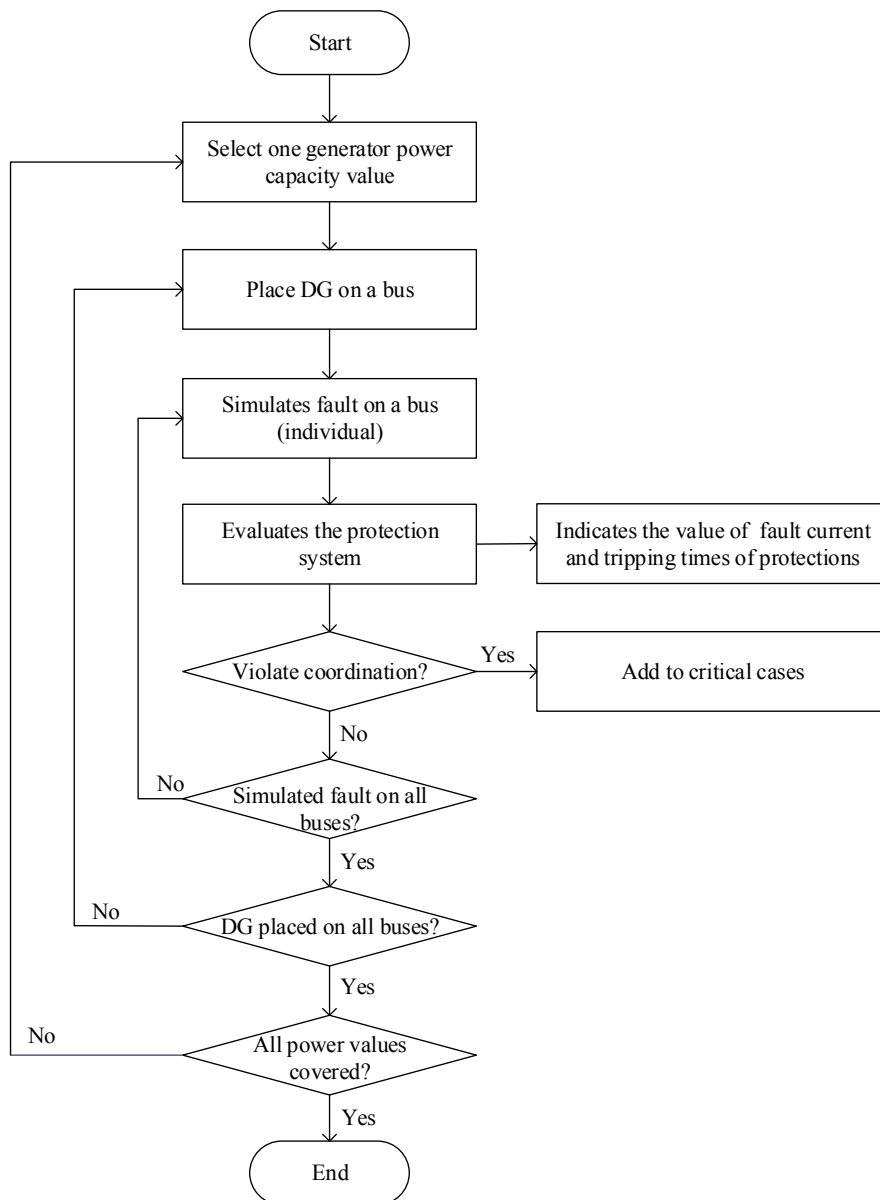 Start
Select one generator power
capacity value
Place DG on a bus
Simulates fault on a bus
(individual)
Evaluates the protection
system
Indicates the value of  fault current
and tripping times of protections
Violate coordination?
Yes
Add to critical cases
No
No
Simulated fault on all
buses?
Yes
No
DG placed on all buses?
Yes
No
All power values
covered?
Yes
End